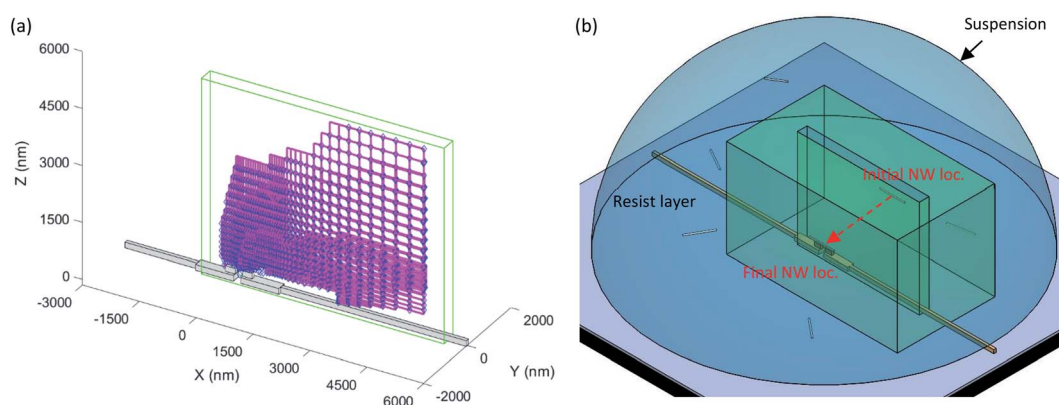 (a)
6000
4500
3000
1500
0
Z (nm)
-3000
-1500
0
1500
3000
4500
6000
X (nm)
2000
0
-2000
Y (nm)
(b)
Suspension
Initial NW loc.
Resist layer
Final NW loc.